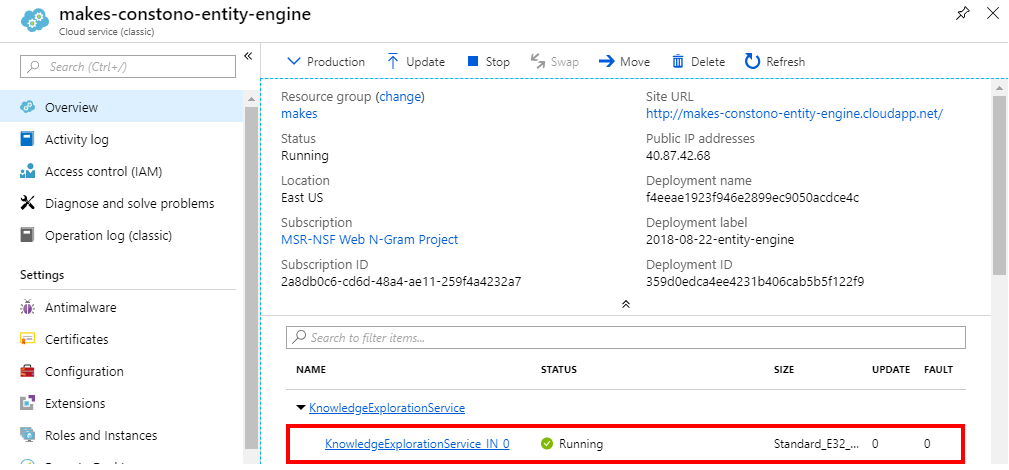 makes-constono-entity-engine
Cloud service (classic)
Search (Ctrl+/)
«
Overview
Activity log
Access control (IAM)
Diagnose and solve problems
Operation log (classic)
Settings
Antimalware
Certificates
Configuration
Extensions
Roles and Instances
Production Update Stop Swap Move Delete Refresh
Resource group (change)
makes
Status
Running
Location
East US
Subscription
MSR-NSF Web N-Gram Project
Subscription ID
2a8db0c6-cd6d-48a4-ae11-259f4a4232a7
Site URL
http://makes-constono-entity-engine.cloudapp.net/
Public IP addresses
40.87.42.68
Deployment name
f4eeae1923f946e2899ec9050acdce4c
Deployment label
2018-08-22-entity-engine
Deployment ID
359d0edca4ee4231b406cab5b5f122f9
Search to filter items...
NAME STATUS SIZE UPDATE FAULT
KnowledgeExplorationService
KnowledgeExplorationService_IN_0 Running Standard_E32_... 0 0